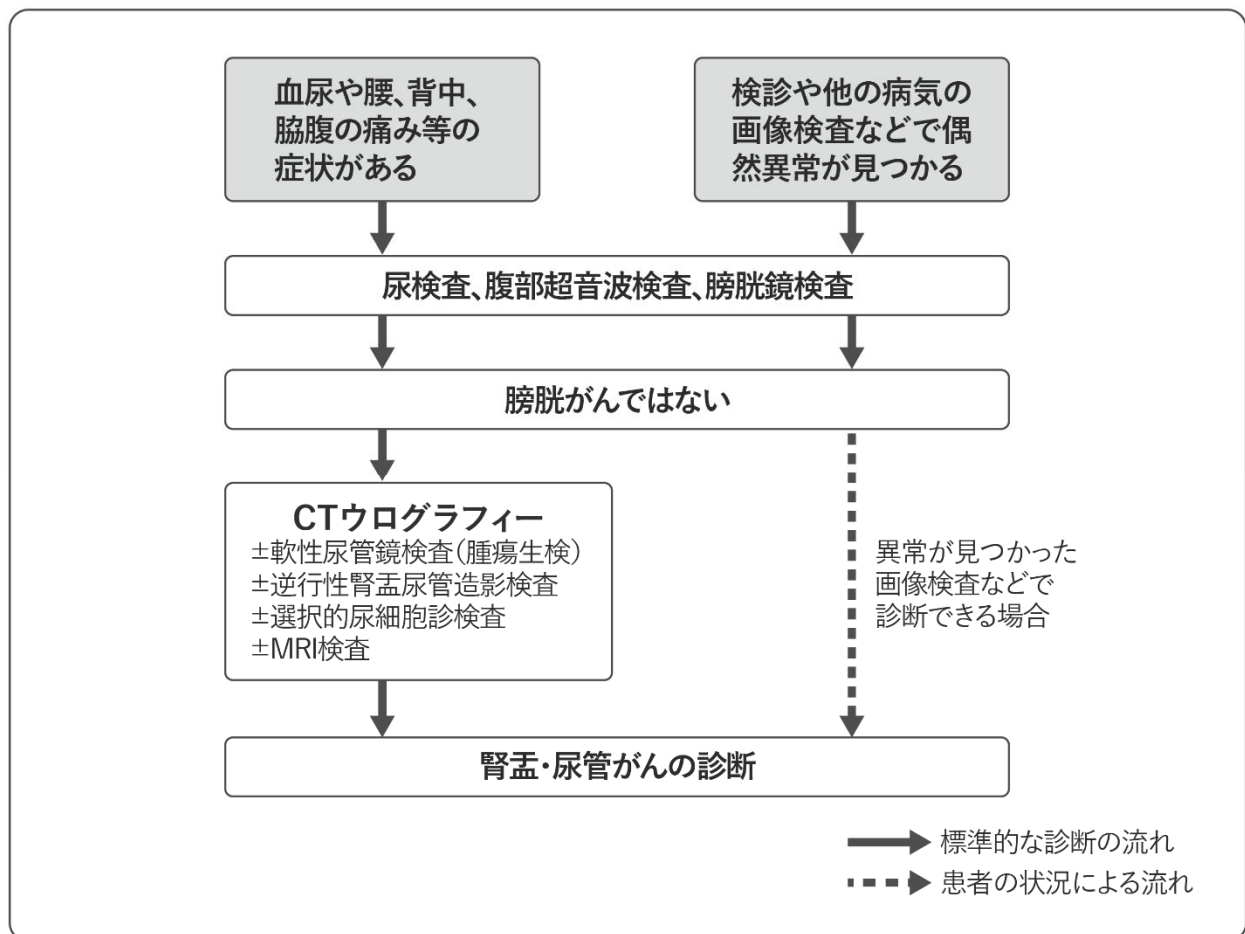 血尿や腰、背中、
脇腹の痛み等の
症状がある
検診や他の病気の
画像検査などで偶
然異常が見つかる
尿検査、腹部超音波検査、膀胱鏡検査
膀胱がんではない
CTウログラフィー
±軟性尿管鏡検査(腫瘍生検)
±逆行性腎盂尿管造影検査
±選択的尿細胞診検査
±MRI検査
異常が見つかった
画像検査などで
診断できる場合
腎盂・尿管がんの診断
標準的な診断の流れ
患者の状況による流れ